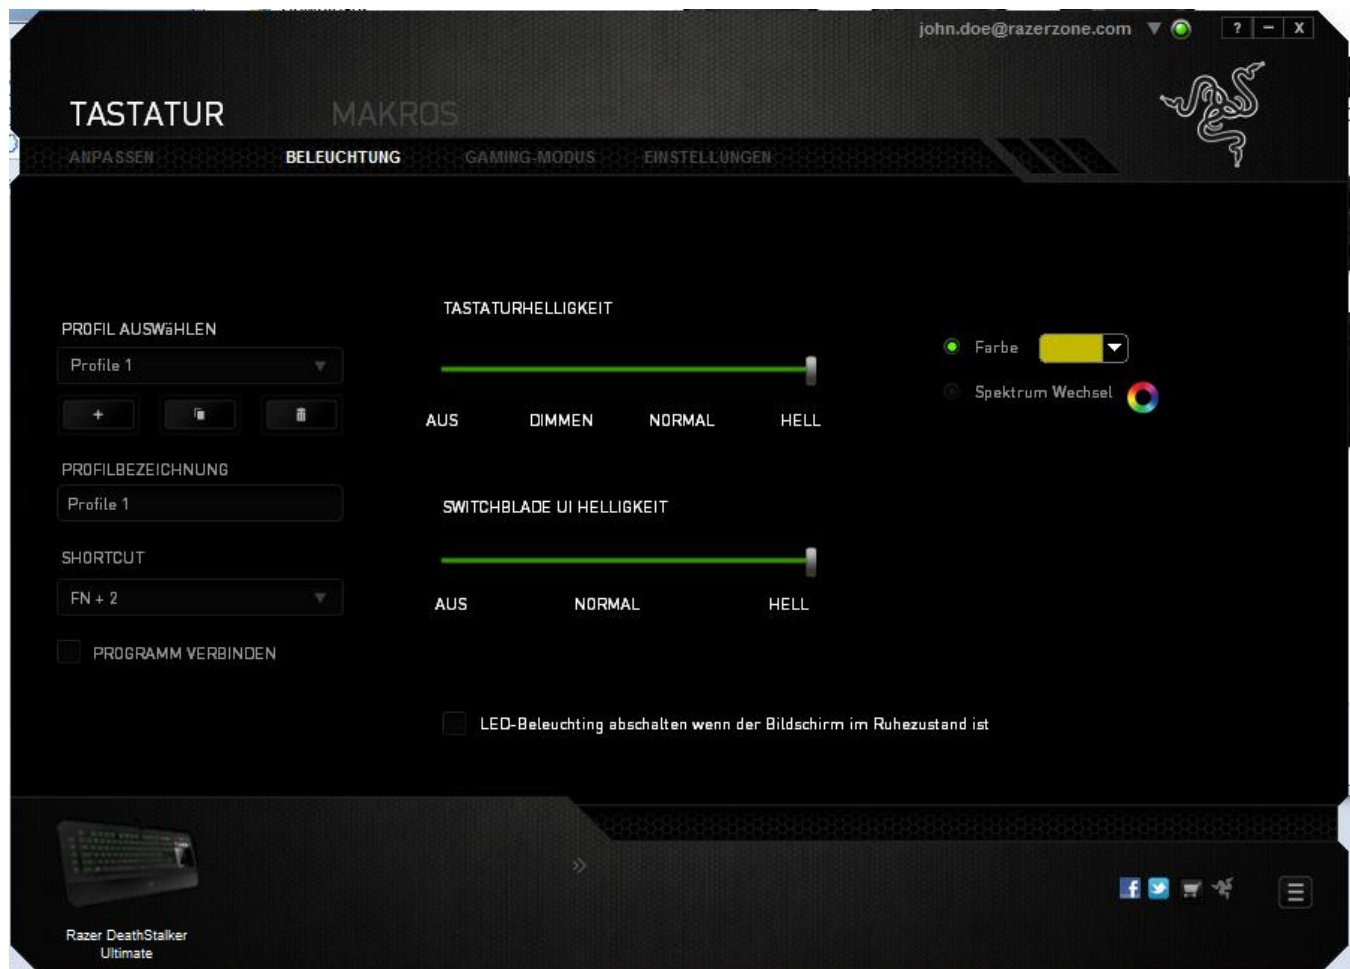 john.doe@razerzone.com
? – X
TASTATUR MAKROS
ANPASSEN BELEUCHTUNG GAMING-MODUS EINSTELLUNGEN
PROFIL AUSWäHLEN
Profile 1
+
PROFILBEZEICHNUNG
Profile 1
SHORTCUT
FN + 2
PROGRAMM VERBINDEN
TASTATURHELLIGKEIT
AUS DIMMEN NORMAL HELL
SWITCHBLADE UI HELLIGKEIT
AUS NORMAL HELL
LED-Beleuchting abschalten wenn der Bildschirm im Ruhezustand ist
Farbe
Spektrum Wechsel
Razer DeathStalker
Ultimate